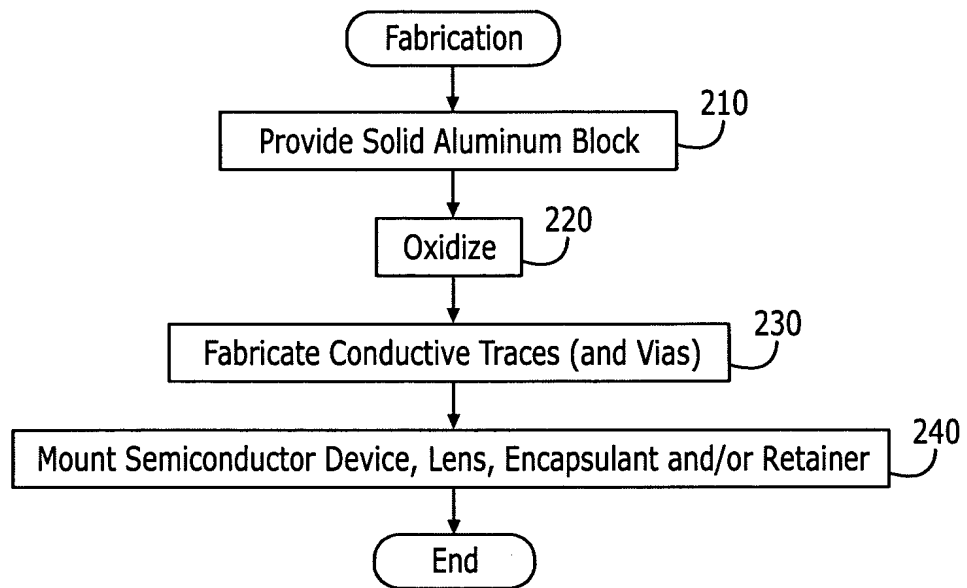 Fabrication
210
Provide Solid Aluminum Block
220
Oxidize
230
Fabricate Conductive Traces (and Vias)
240
Mount Semiconductor Device, Lens, Encapsulant and/or Retainer
End